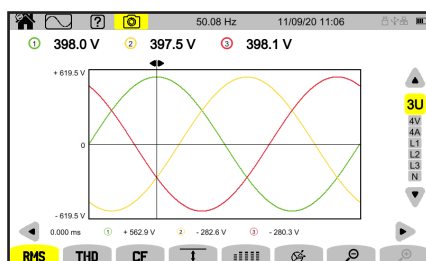 ? 50.08 Hz 11/09/20 11:06
1 398.0 V 2 397.5 V 3 398.1 V
+ 619.5 V
0
- 619.5 V
3U
4V
4A
L1
L2
L3
N
0.000 ms 1 + 562.9 V 2 - 282.6 V 3 - 280.3 V
RMS THD CF